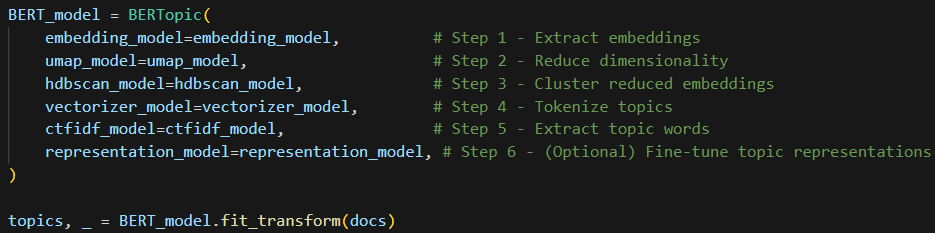 BERT_model = BERTopic(
    embedding_model=embedding_model,          # Step 1 - Extract embeddings
    umap_model=umap_model,                    # Step 2 - Reduce dimensionality
    hdbscan_model=hdbscan_model,              # Step 3 - Cluster reduced embeddings
    vectorizer_model=vectorizer_model,        # Step 4 - Tokenize topics
    ctfidf_model=ctfidf_model,                # Step 5 - Extract topic words
    representation_model=representation_model, # Step 6 - (Optional) Fine-tune topic representations
)

topics, _ = BERT_model.fit_transform(docs)